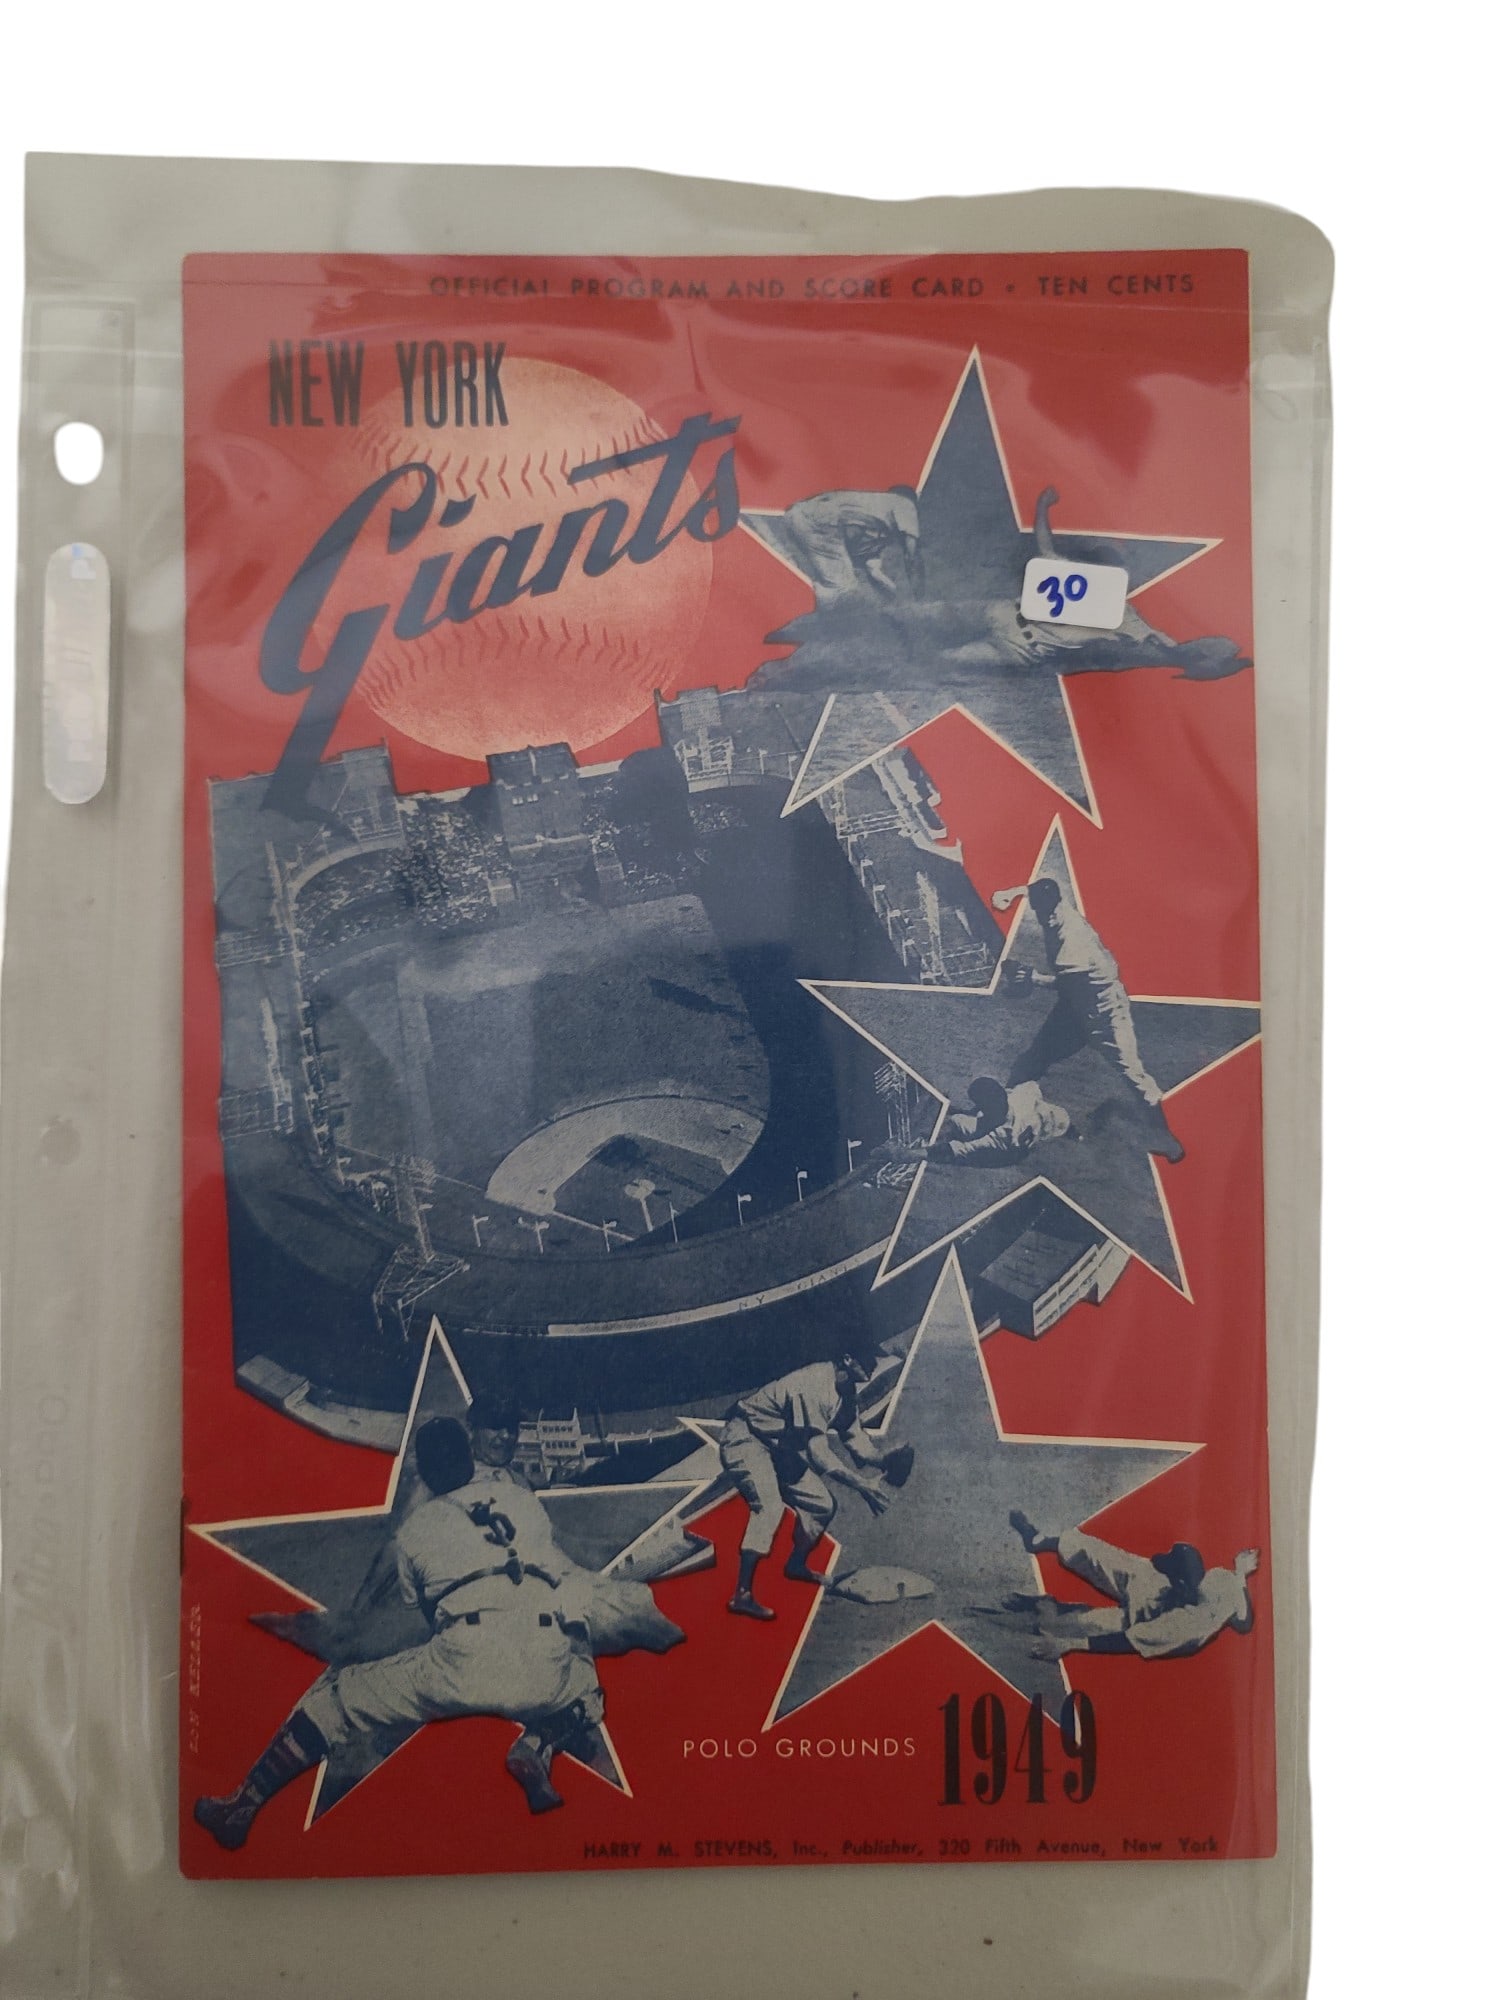 OFFICIAL PROGRAM AND SCORE CARD • TEN CENTS
NEW YORK
Giants
30
N Y GIANTS
POLO GROUNDS 1949
HARRY M. STEVENS, Inc., Publisher, 320 Fifth Avenue, New York